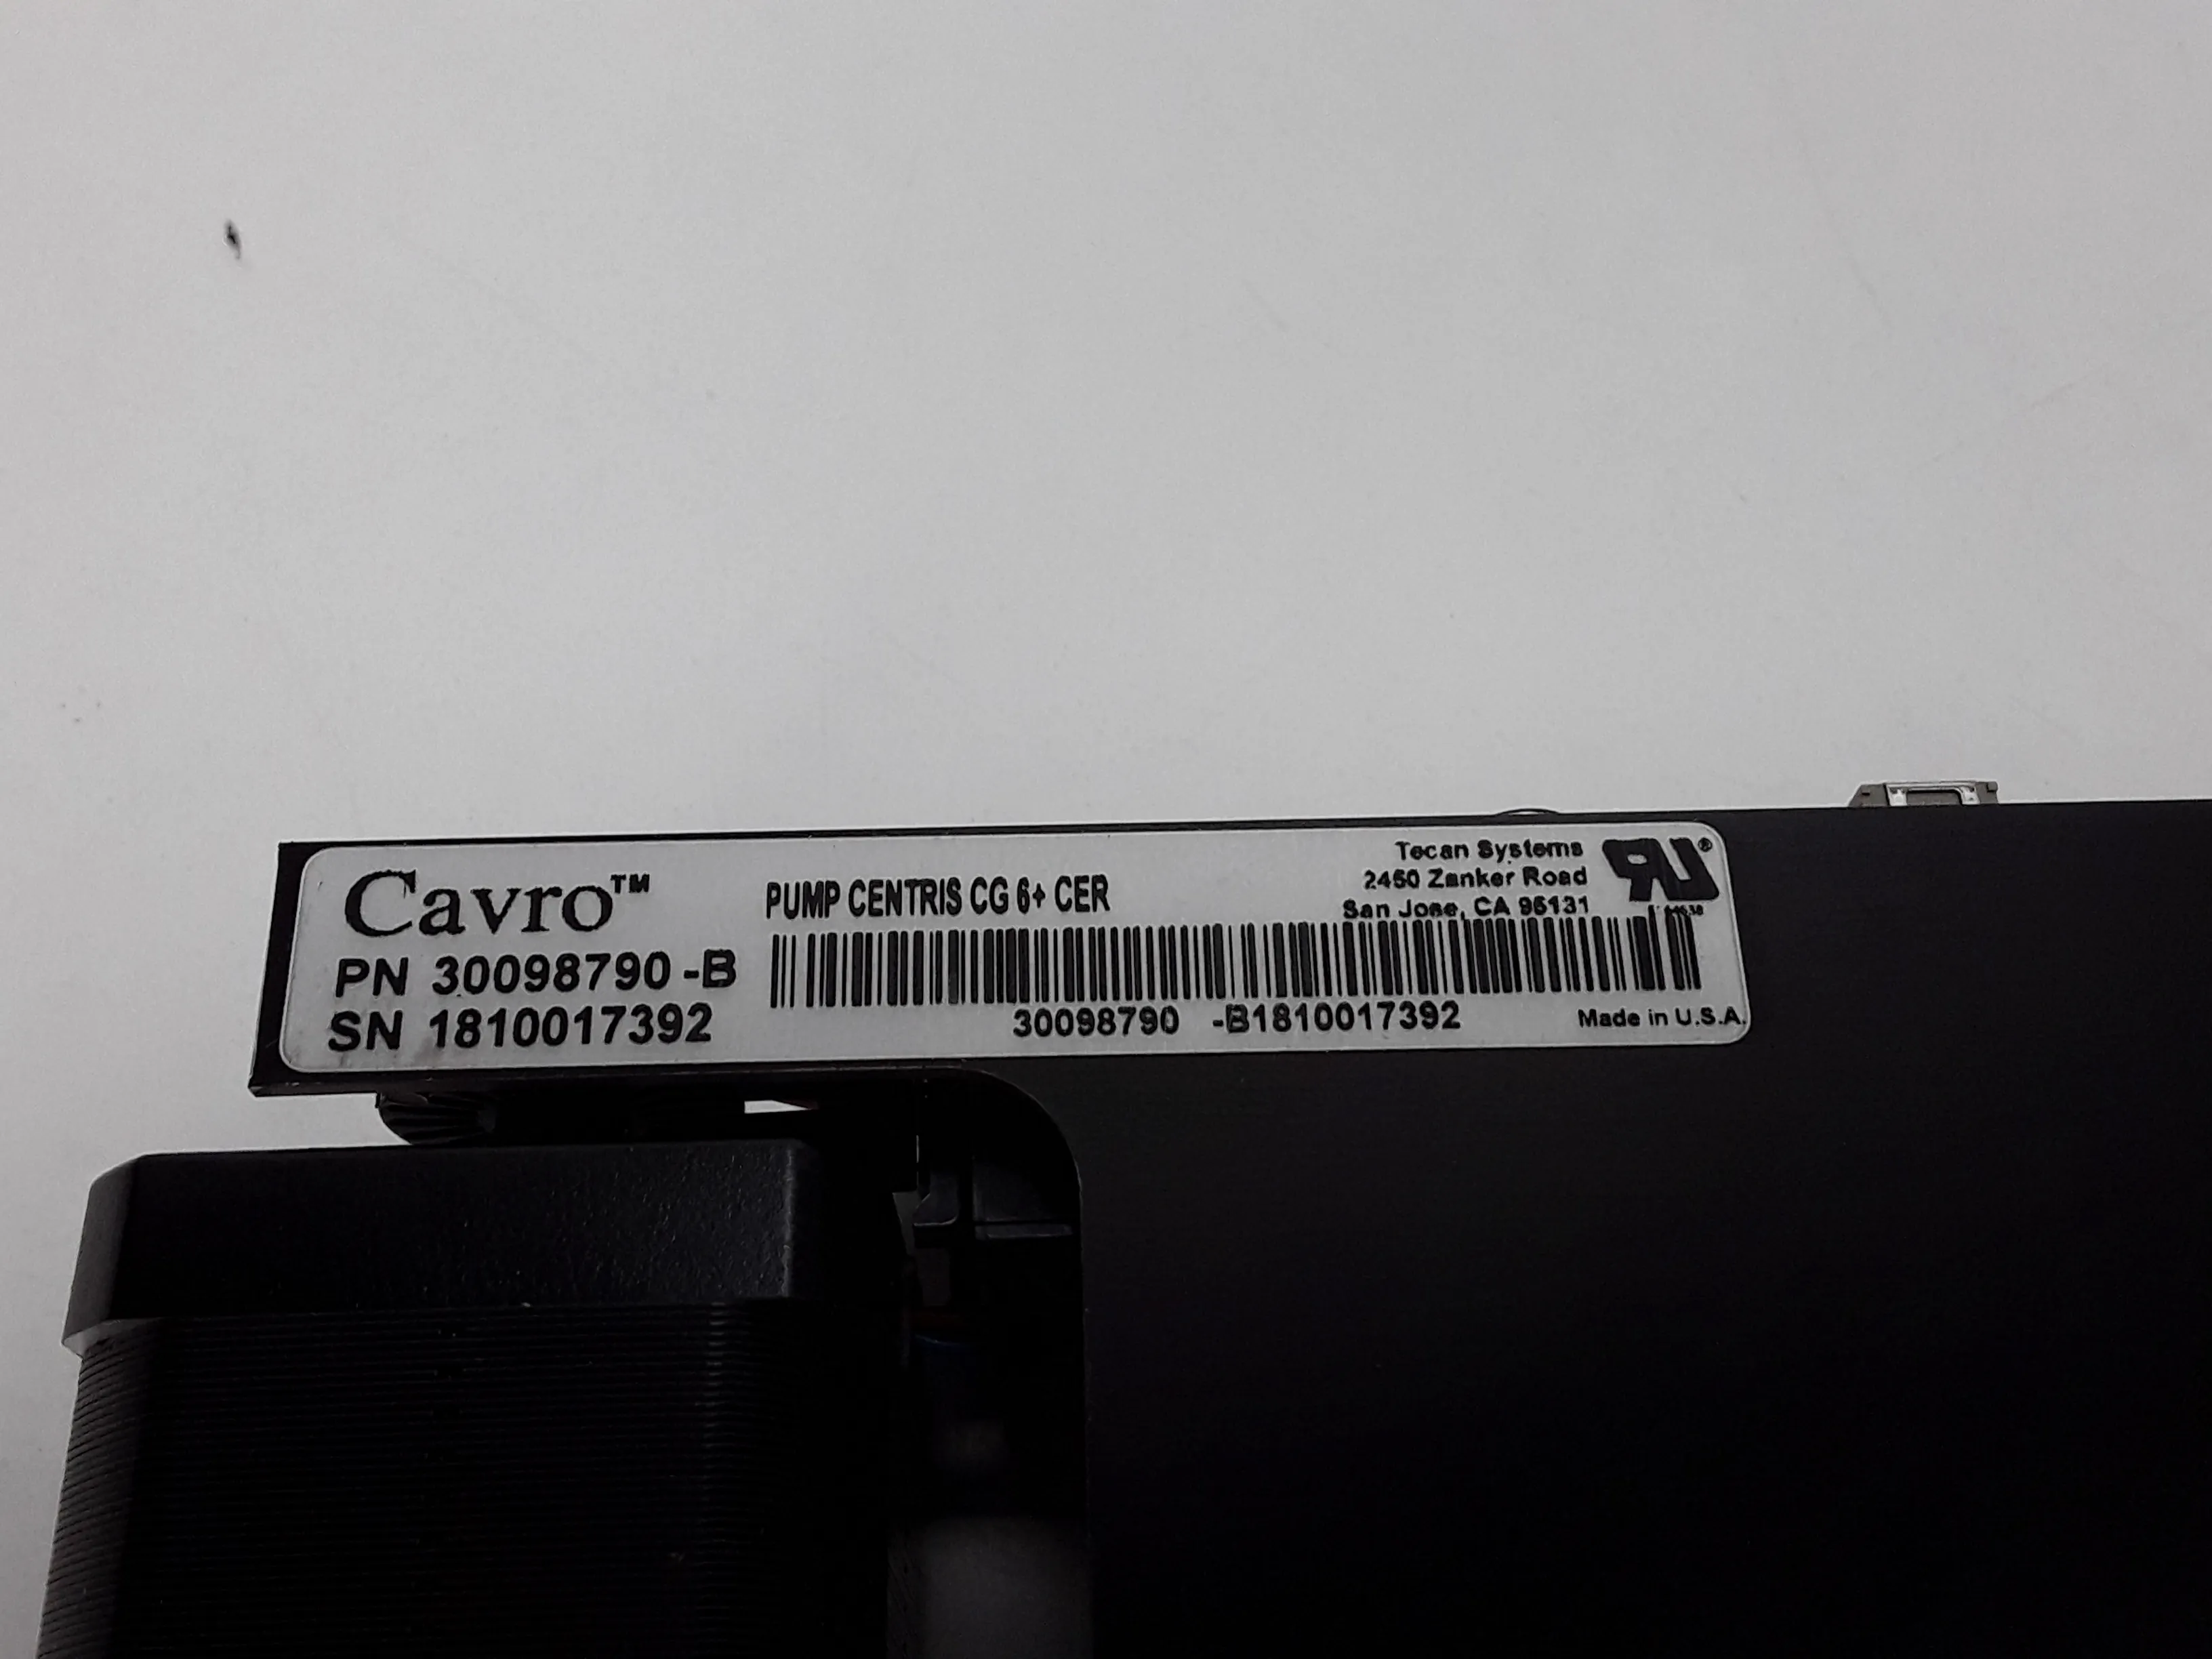 Cavro™
PN 30098790 -B
SN 1810017392
PUMP CENTRIS CG 6+ CER
30098790 -B1810017392
Tecan Systems
2450 Zanker Road
San Jose, CA 95131
Made in U.S.A.